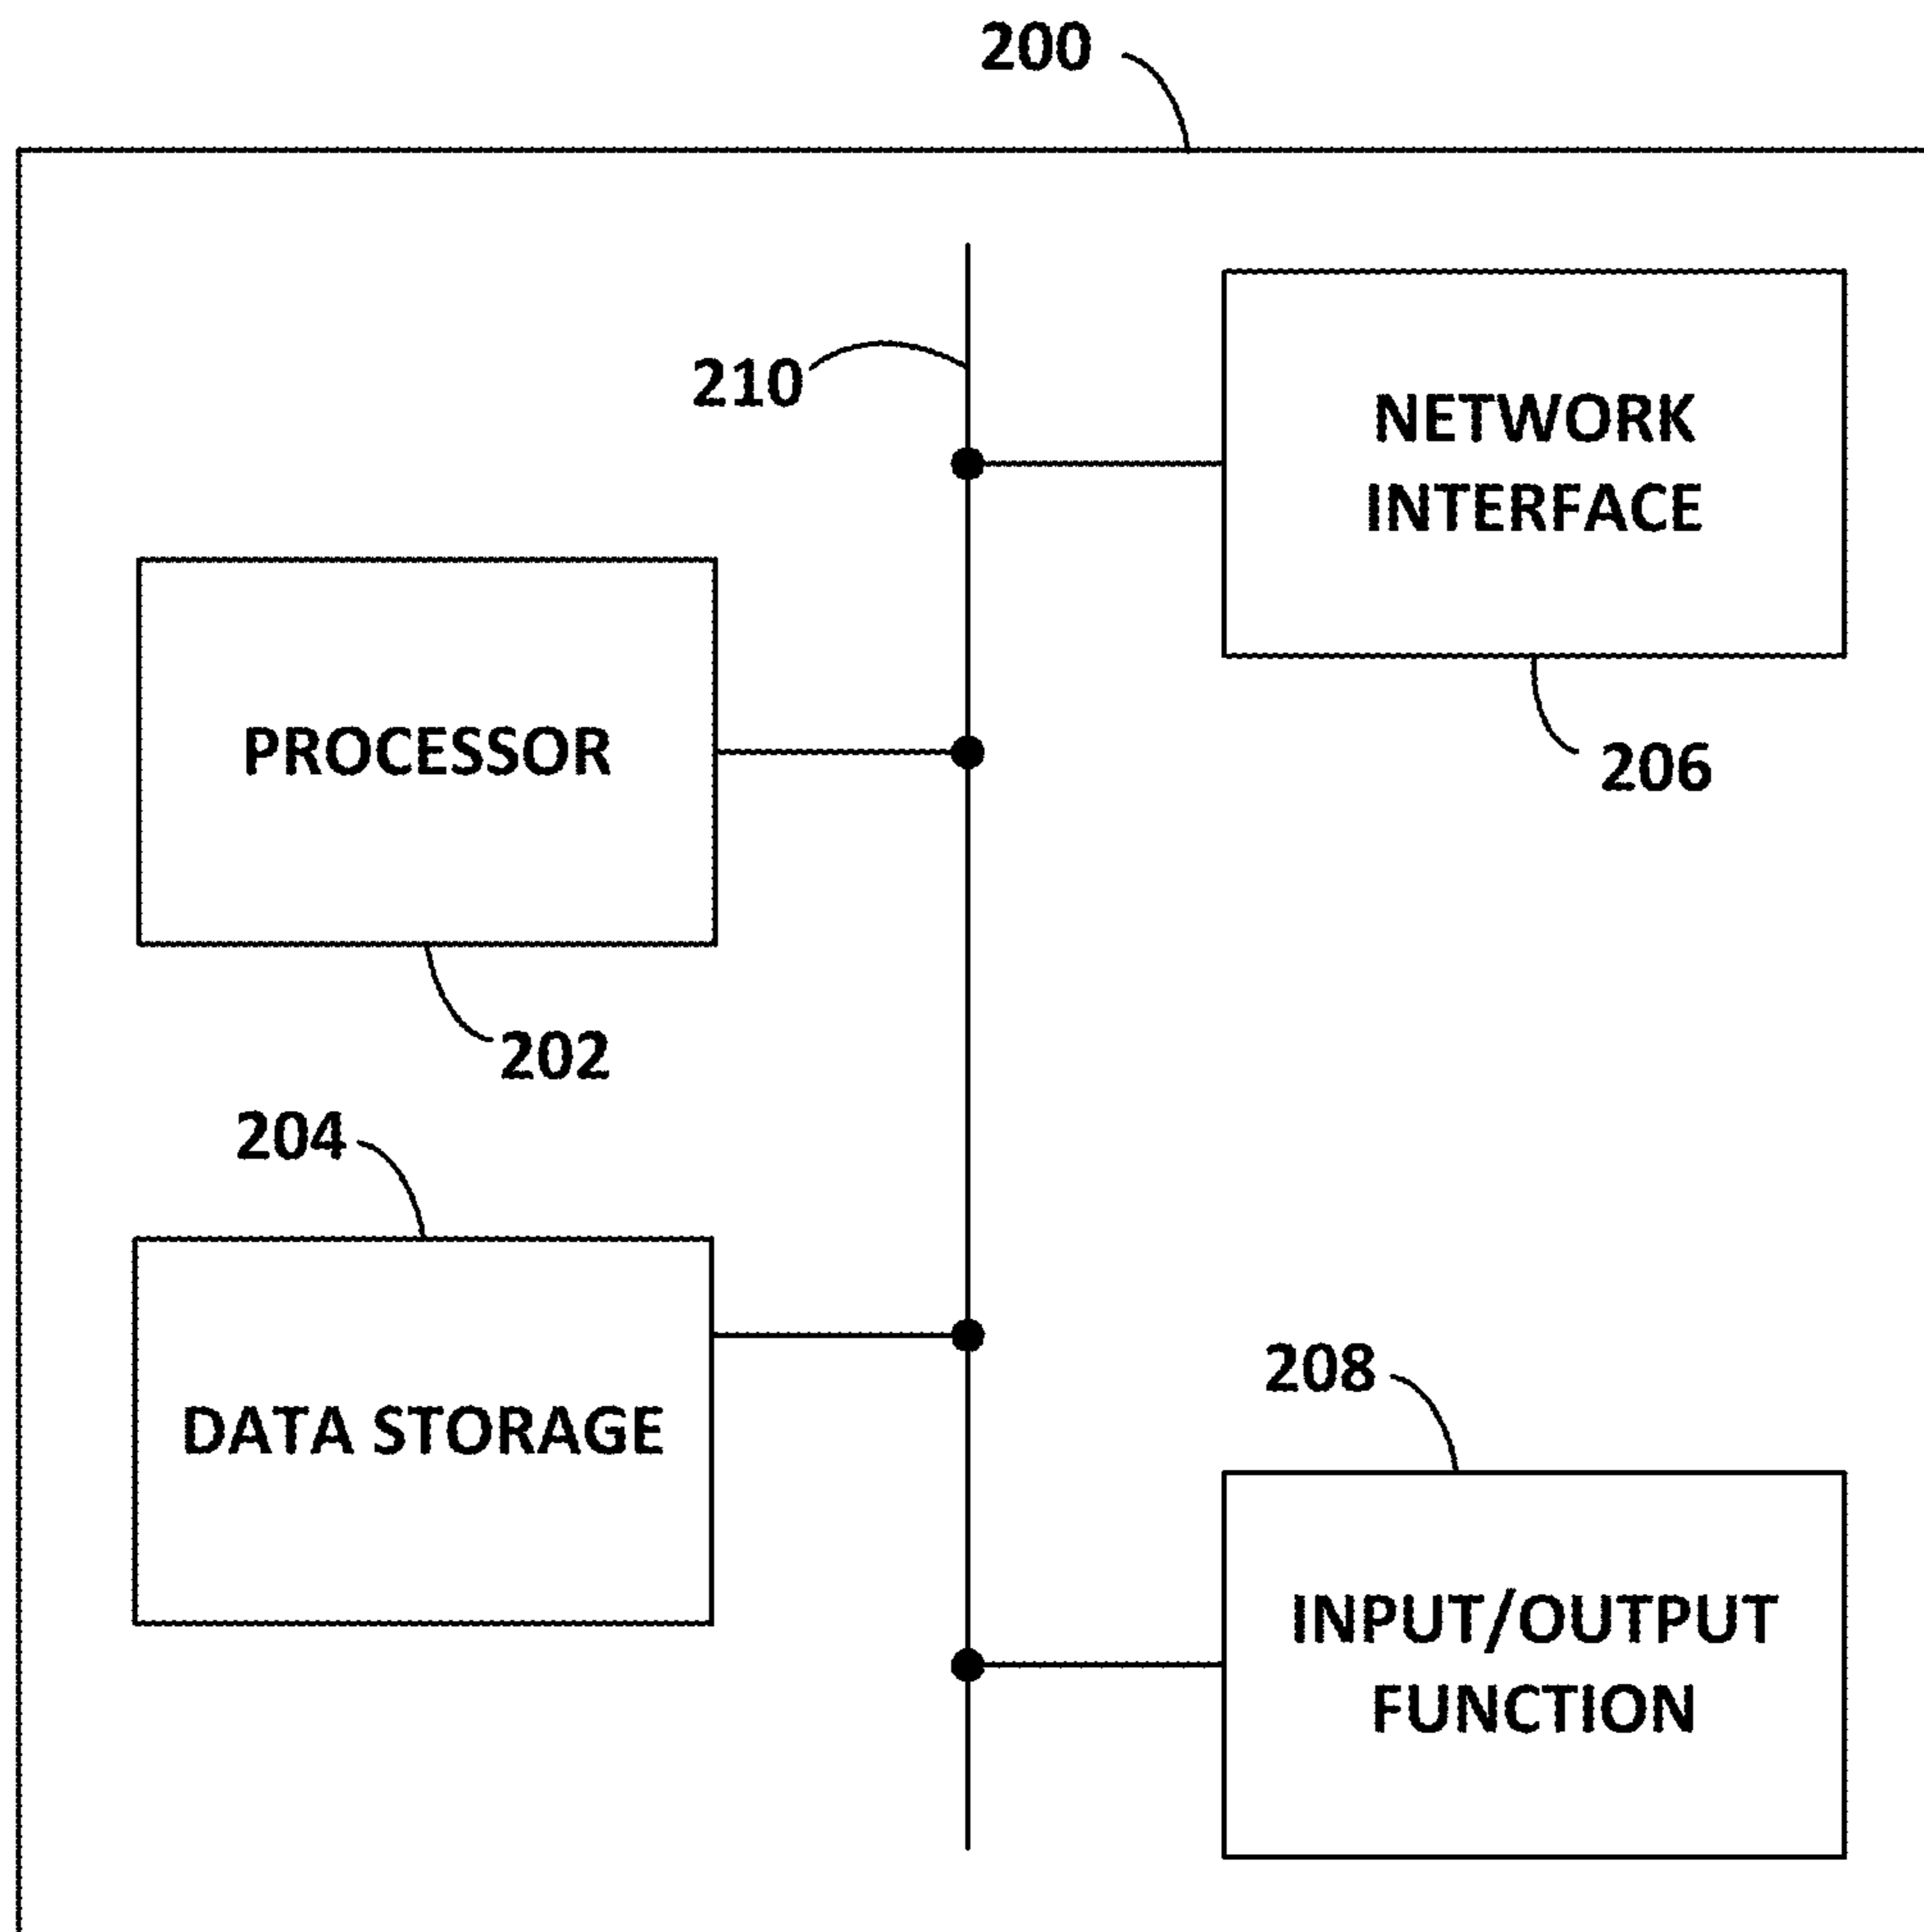 200
210
NETWORK
INTERFACE
206
PROCESSOR
202
204
DATA STORAGE
208
INPUT/OUTPUT
FUNCTION